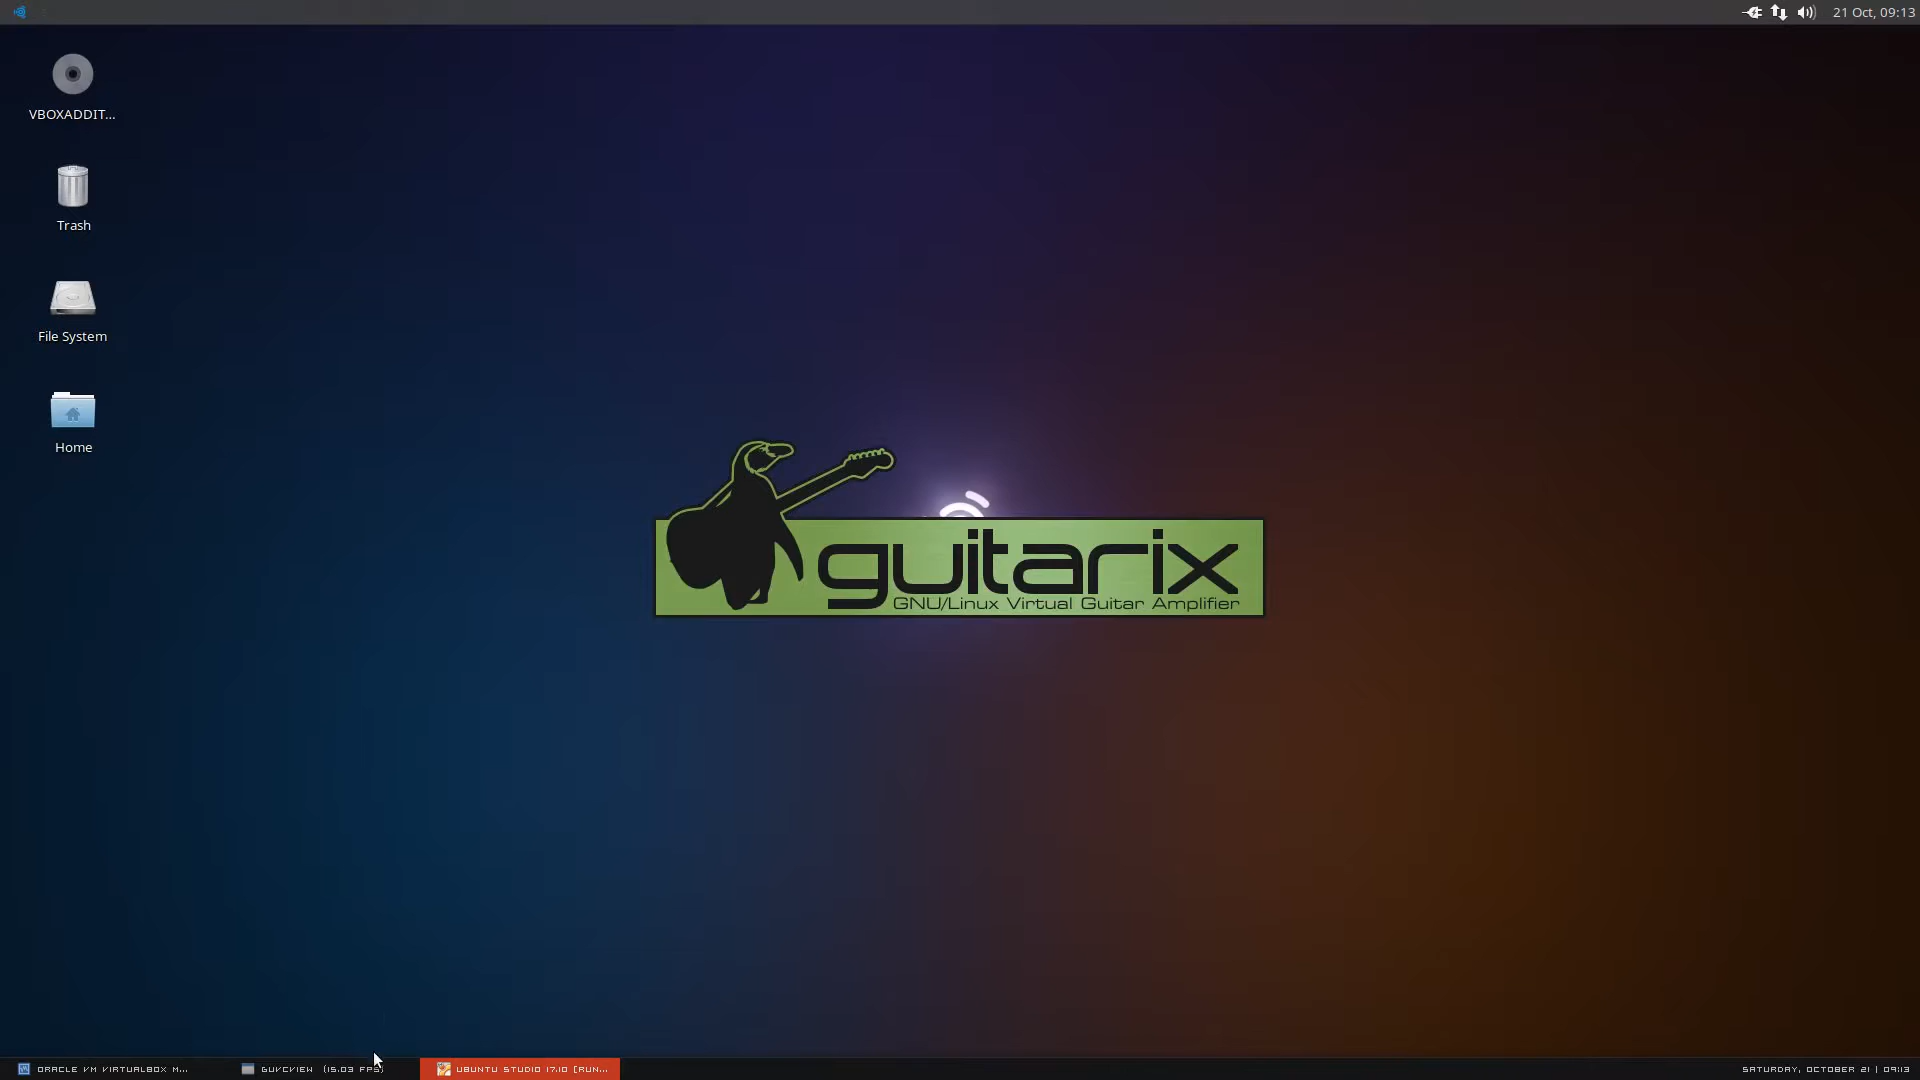 21 Oct, 09:13
VBOXADDIT...
Trash
File System
Home
guitarix
GNU/Linux Virtual Guitar Amplifier
ORACLE VM VIRTUALBOX M...
GUVCVIEW (15.03 FPS)
UBUNTU STUDIO 17.10 [RUN...
SATURDAY, OCTOBER 21 | 09:13